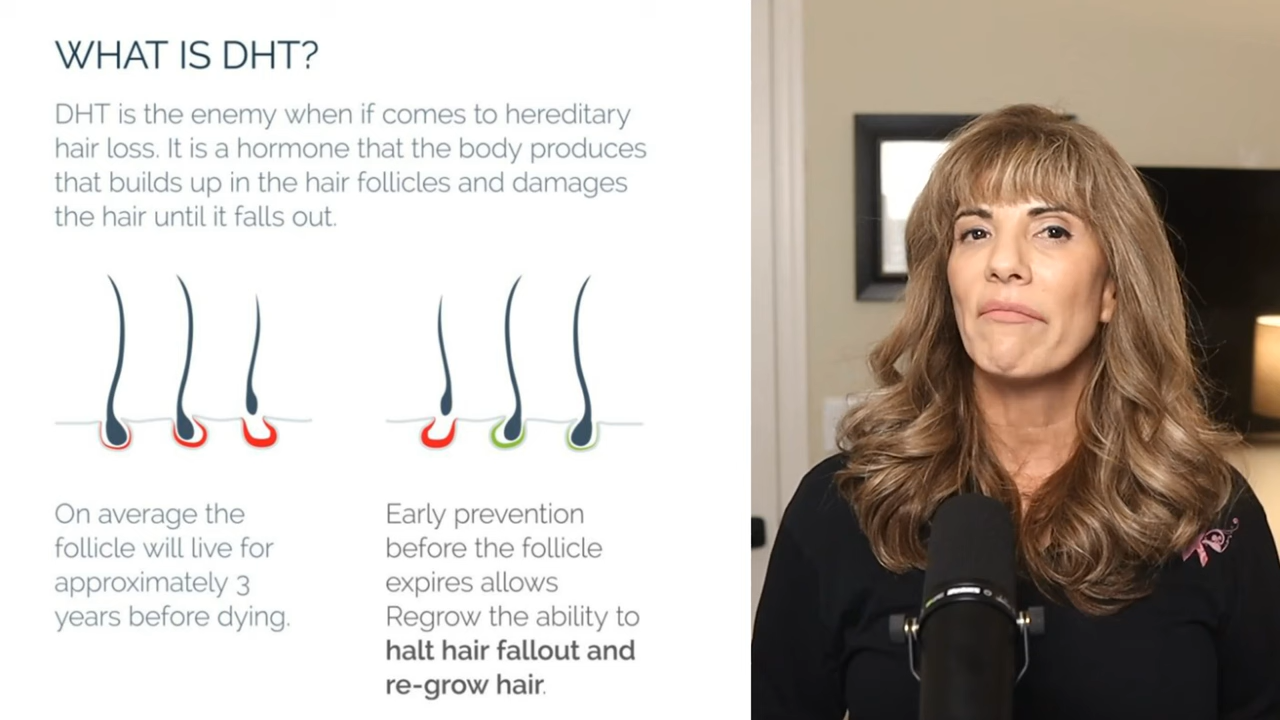 WHAT IS DHT?
DHT is the enemy when if comes to hereditary
hair loss. It is a hormone that the body produces
that builds up in the hair follicles and damages
the hair until it falls out.
On average the
follicle will live for
approximately 3
years before dying.
Early prevention
before the follicle
expires allows
Regrow the ability to
halt hair fallout and
re-grow hair.